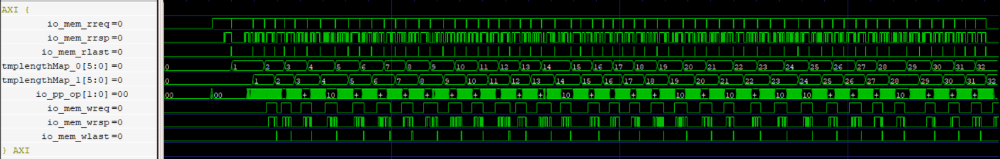 AXI {
io_mem_rreq=0
io_mem_rrsp=0
io_mem_rlast=0
tmplengthMap_0[5:0]=0 0 1 2 3 4 5 6 7 8 9 10 11 12 13 14 15 16 17 18 19 20 21 22 23 24 25 26 27 28 29 30 31 32
tmplengthMap_1[5:0]=0 0 1 2 3 4 5 6 7 8 9 10 11 12 13 14 15 16 17 18 19 20 21 22 23 24 25 26 27 28 29 30 31 32
io_pp_op[1:0]=00 00 00 + 10 + + + + + + + 10 + + + 10 + 10 + 10 10 + + + 10 + + +
io_mem_wreq=0
io_mem_wrsp=0
io_mem_wlast=0
} AXI